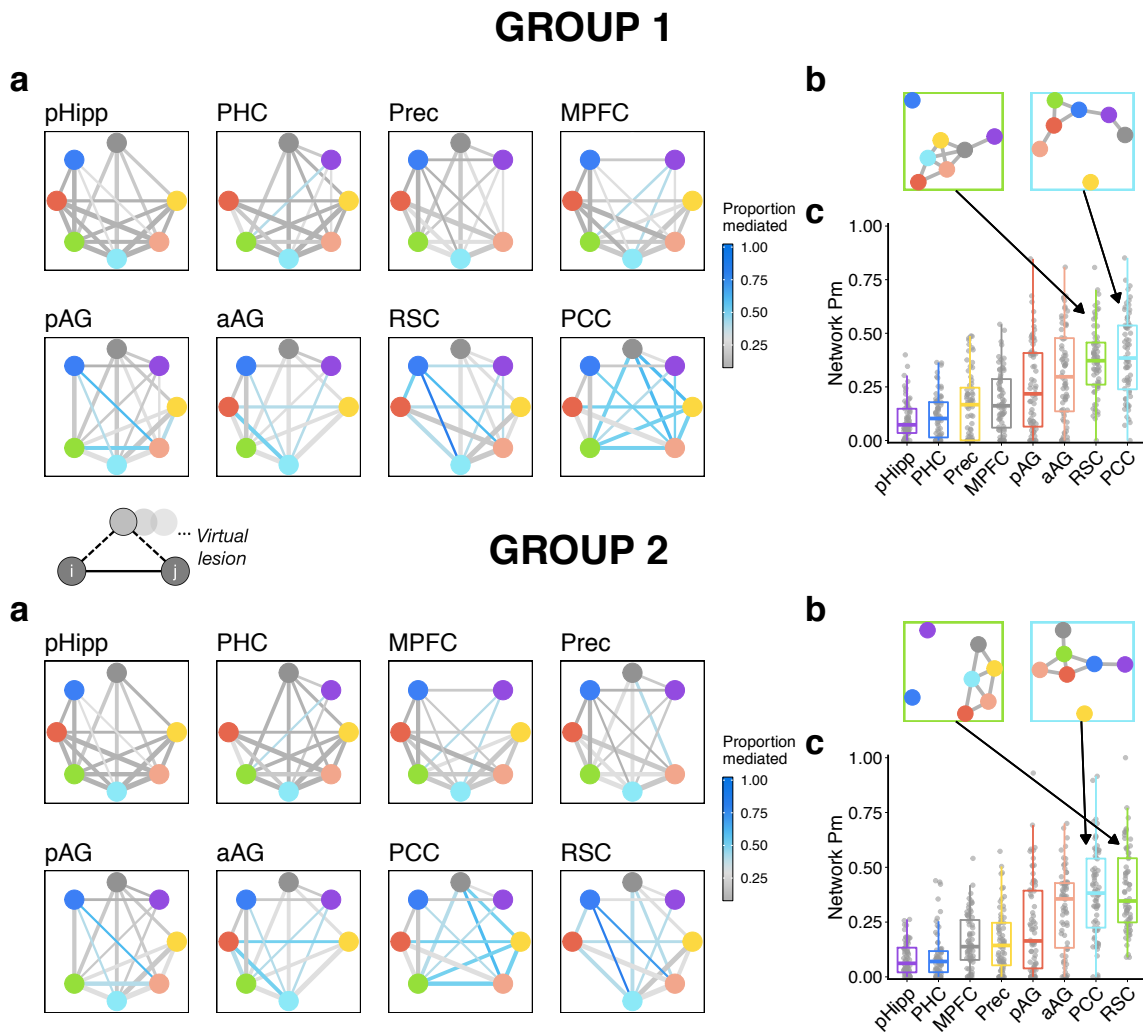 GROUP 1
a
b
pHipp
PHC
Prec
MPFC
Proportion
mediated
1.00
0.75
0.50
0.25
c
pAG
aAG
RSC
PCC
Network Pm
1.00
0.75
0.50
0.25
0.00
pHipp
PHC
Prec
MPFC
pAG
aAG
RSC
PCC
... Virtual
lesion
i
j
GROUP 2
a
b
pHipp
PHC
MPFC
Prec
Proportion
mediated
1.00
0.75
0.50
0.25
c
pAG
aAG
PCC
RSC
Network Pm
1.00
0.75
0.50
0.25
0.00
pHipp
PHC
MPFC
Prec
pAG
aAG
PCC
RSC